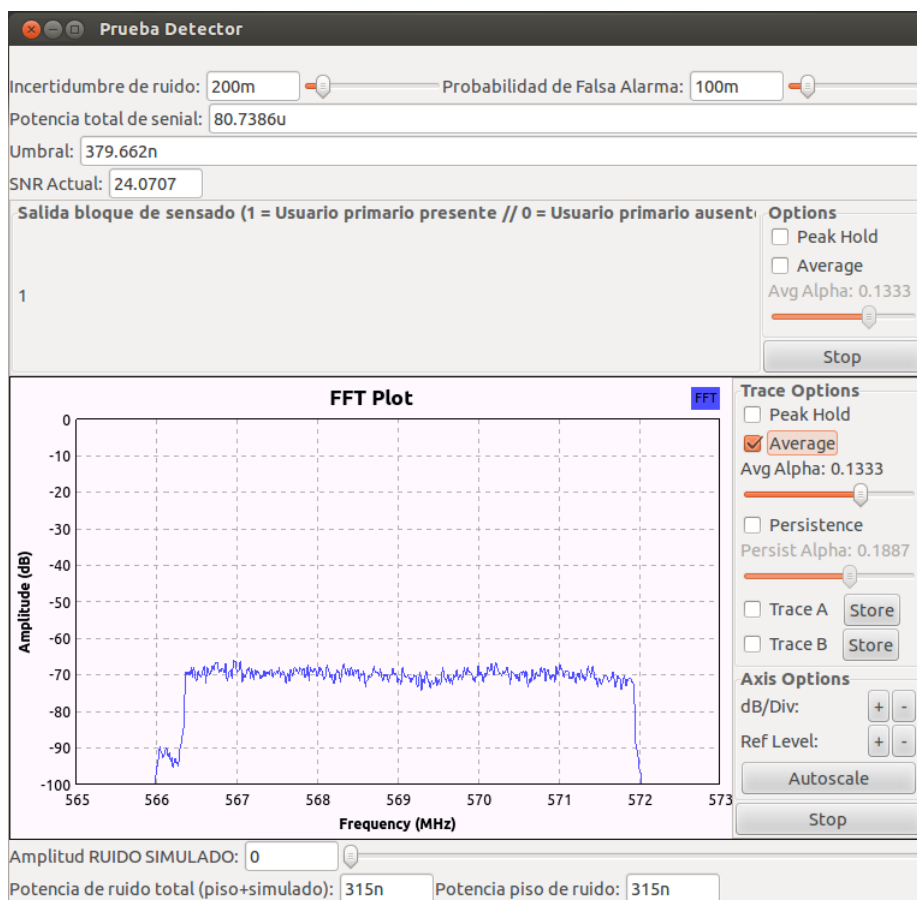 Prueba Detector
Incertidumbre de ruido: 200m Probabilidad de Falsa Alarma: 100m
Potencia total de senial: 80.7386u
Umbral: 379.662n
SNR Actual: 24.0707
Salida bloque de sensado (1 = Usuario primario presente // 0 = Usuario primario ausent
1
Options
Peak Hold
Average
Avg Alpha: 0.1333
Stop
FFT Plot
FFT
0
-10
-20
-30
-40
-50
-60
-70
-80
-90
-100
Amplitude (dB)
565 566 567 568 569 570 571 572 573
Frequency (MHz)
Trace Options
Peak Hold
Average
Avg Alpha: 0.1333
Persistence
Persist Alpha: 0.1887
Trace A Store
Trace B Store
Axis Options
dB/Div: + -
Ref Level: + -
Autoscale
Stop
Amplitud RUIDO SIMULADO: 0
Potencia de ruido total (piso+simulado): 315n Potencia piso de ruido: 315n